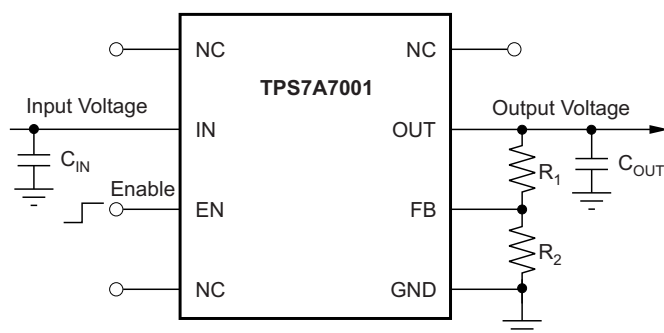 NC
NC
TPS7A7001
Input Voltage
Output Voltage
IN
OUT
C_IN
R_1
C_OUT
Enable
EN
FB
R_2
NC
GND